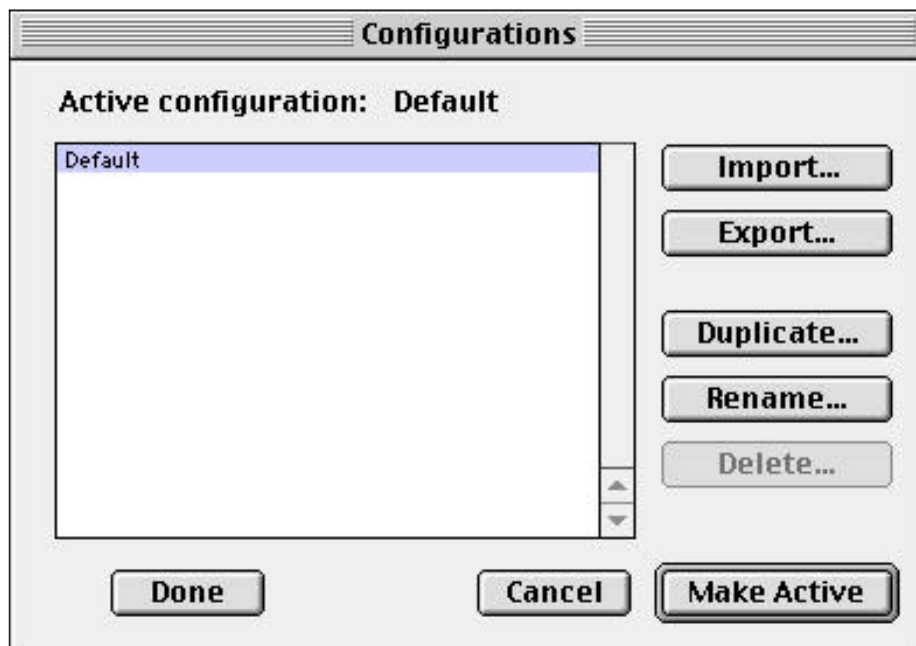 Configurations
Active configuration: Default
Default
Import...
Export...
Duplicate...
Rename...
Delete...
Done
Cancel
Make Active